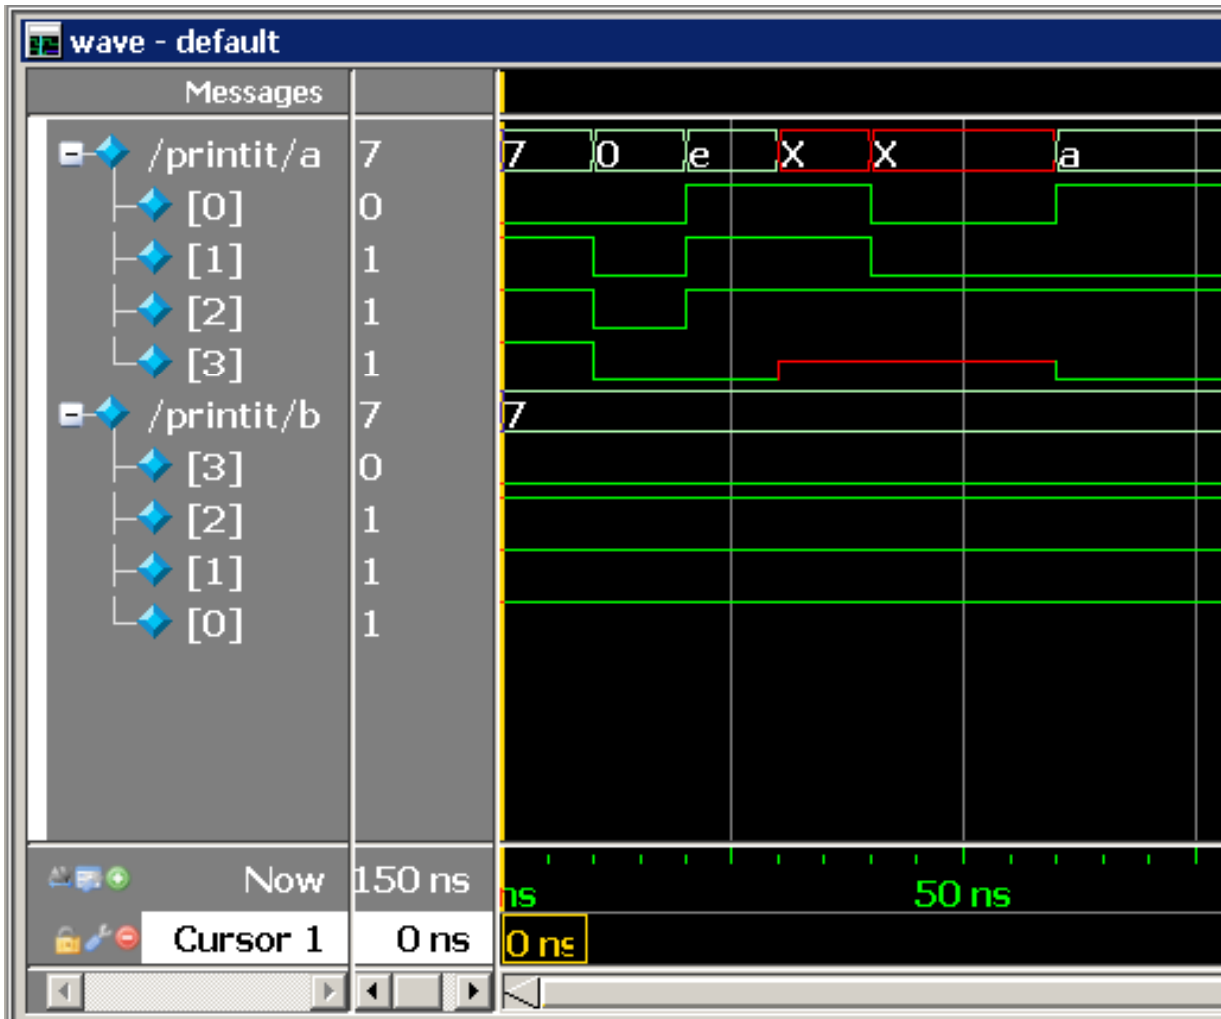 wave - default
Messages
/printit/a 7 7 0 e X X a
[0] 0
[1] 1
[2] 1
[3] 1
/printit/b 7 7
[3] 0
[2] 1
[1] 1
[0] 1
Now 150 ns ns 50 ns
Cursor 1 0 ns 0 ns